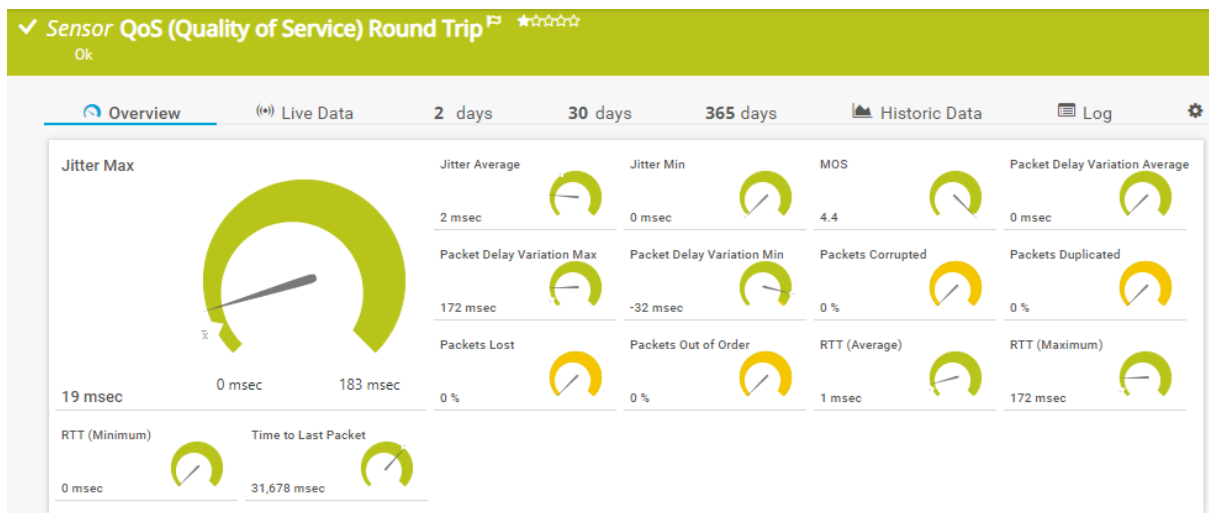 Sensor QoS (Quality of Service) Round Trip
Ok
Overview
Live Data
2 days
30 days
365 days
Historic Data
Log
Jitter Max
x̄
0 msec
183 msec
19 msec
Jitter Average
2 msec
Jitter Min
0 msec
MOS
4.4
Packet Delay Variation Average
0 msec
Packet Delay Variation Max
172 msec
Packet Delay Variation Min
-32 msec
Packets Corrupted
0 %
Packets Duplicated
0 %
Packets Lost
0 %
Packets Out of Order
0 %
RTT (Average)
1 msec
RTT (Maximum)
172 msec
RTT (Minimum)
0 msec
Time to Last Packet
31,678 msec